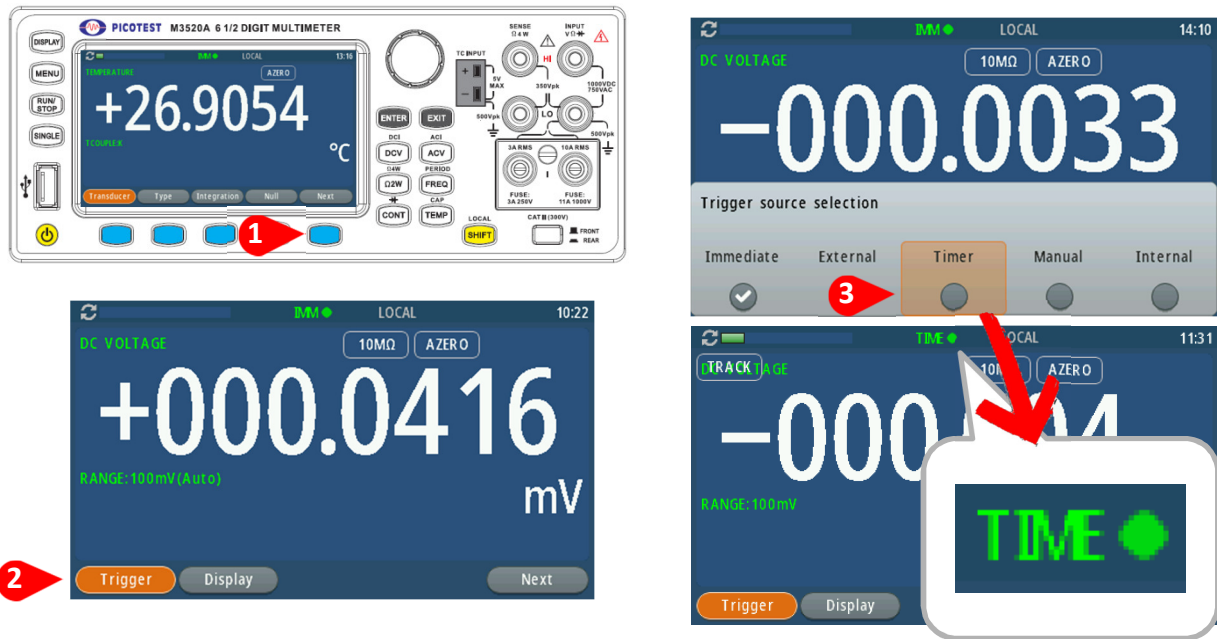 PICOTEST M3520A 6 1/2 DIGIT MULTIMETER
DISPLAY
MENU
RUN/
STOP
SINGLE
IMM LOCAL 13:16
TEMPERATURE
AZERO
+26.9054
TCOUPLE:K
°C
Transducer Type Integration Null Next
1
ENTER EXIT
DCI ACI
DCV ACV
Ω4W PERIOD
Ω2W FREQ
CAP
CONT TEMP
LOCAL
SHIFT
TC INPUT
+
−
5V
MAX
SENSE
Ω 4 W
INPUT
V Ω
HI
350Vpk
1000VDC
750VAC
500Vpk
LO
500Vpk
3A RMS 10A RMS
I
FUSE:
3A 250V
FUSE:
11A 1000V
CAT II (300V)
FRONT
REAR
IMM LOCAL 10:22
DC VOLTAGE
10MΩ AZERO
+000.0416
RANGE:100mV(Auto)
mV
2
Trigger Display Next
IMM LOCAL 14:10
DC VOLTAGE
10MΩ AZERO
−000.0033
Trigger source selection
Immediate External Timer Manual Internal
3
TIME OCAL 11:31
TRACK
DC VOLTAGE
10M AZERO
−000. 04
RANGE:100mV
TIME
Trigger Display